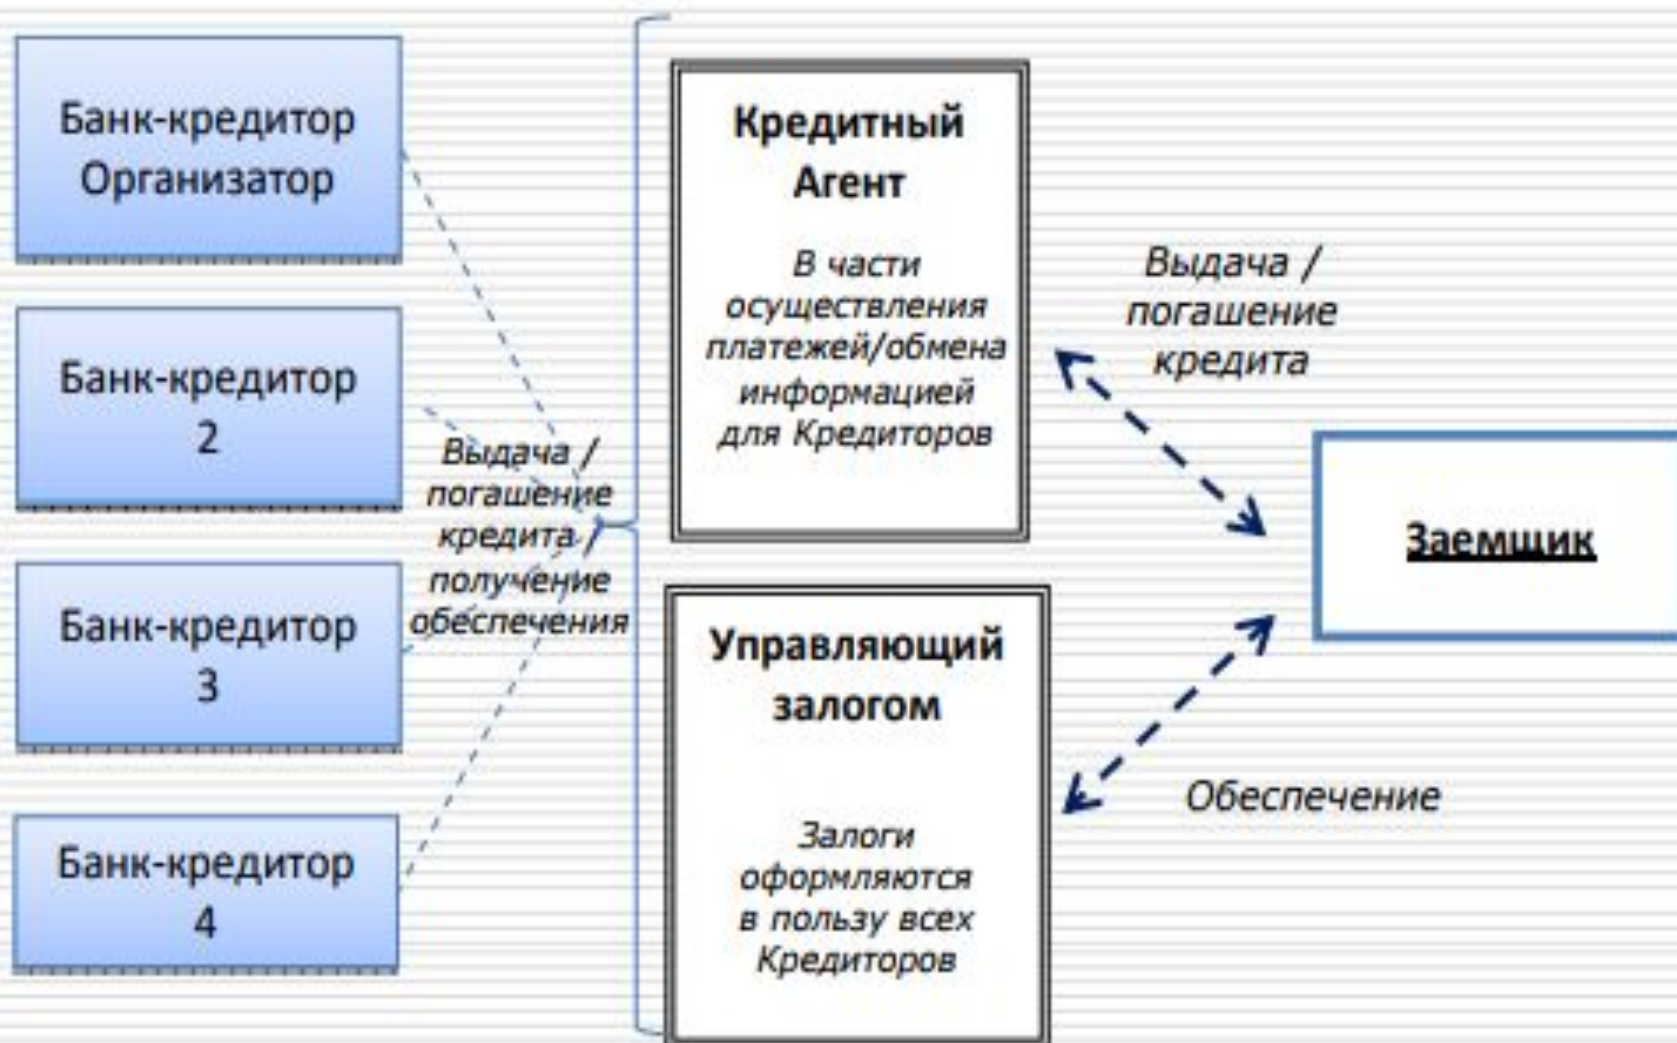 Банк-кредитор
Организатор
Банк-кредитор
2
Банк-кредитор
3
Банк-кредитор
4
Выдача /
погашение
кредита /
получение
обеспечения
Кредитный
Агент
В части
осуществления
платежей/обмена
информацией
для Кредиторов
Управляющий
залогом
Залоги
оформляются
в пользу всех
Кредиторов
Выдача /
погашение
кредита
Заемщик
Обеспечение